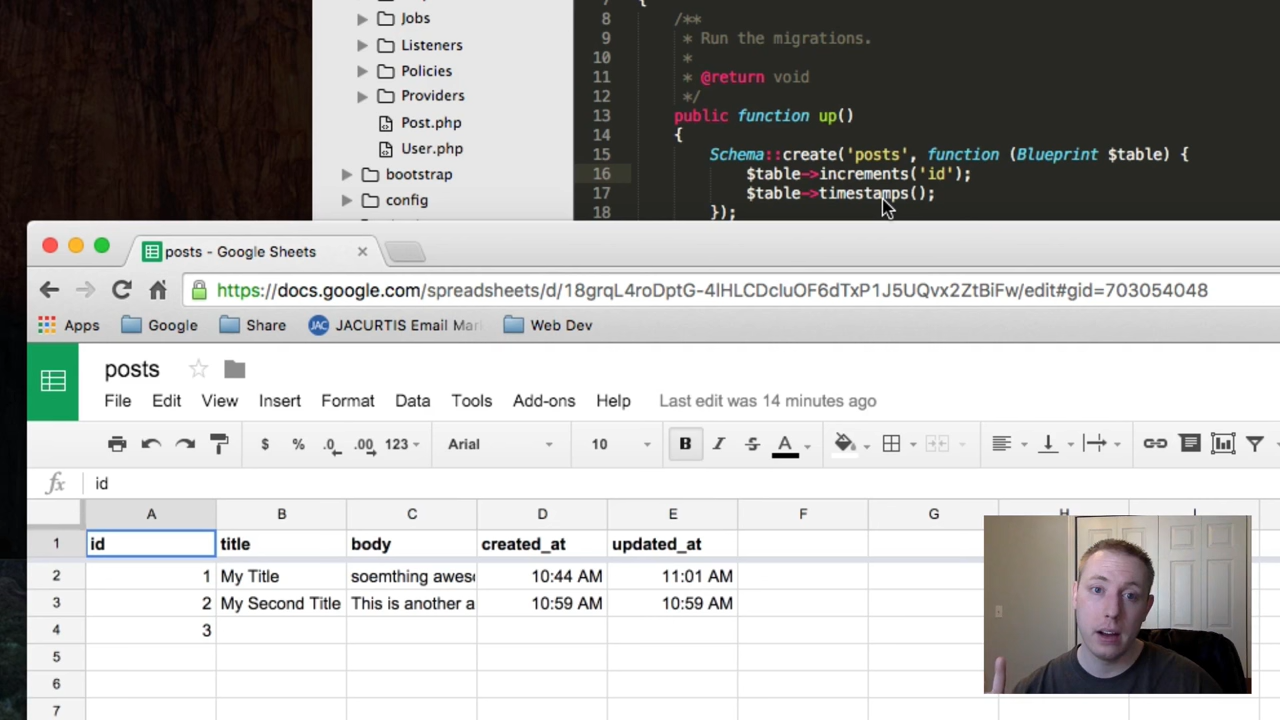 Jobs
Listeners
Policies
Providers
Post.php
User.php
bootstrap
config
7 {
8 /**
9 * Run the migrations.
10 *
11 * @return void
12 */
13 public function up()
14 {
15 Schema::create('posts', function (Blueprint $table) {
16 $table->increments('id');
17 $table->timestamps();
18 });
posts - Google Sheets
https://docs.google.com/spreadsheets/d/18grqL4roDptG-4lHLCDcluOF6dTxP1J5UQvx2ZtBiFw/edit#gid=703054048
Apps Google Share JAC JACURTIS Email Mar Web Dev
posts
File Edit View Insert Format Data Tools Add-ons Help Last edit was 14 minutes ago
$ % .0 .00 123 Arial 10 B I S A
fx id
A B C D E F G H I
1 id title body created_at updated_at
2 1 My Title soemthing aweso 10:44 AM 11:01 AM
3 2 My Second Title This is another a 10:59 AM 10:59 AM
4 3
5
6
7